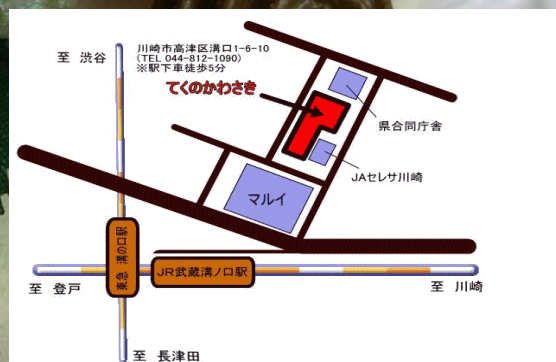 川崎市高津区溝口1-6-10
(TEL 044-812-1090)
※駅下車徒歩5分
至 渋谷
てくのかわさき
県合同庁舎
JAセレサ川崎
マルイ
東急 溝の口駅
JR武蔵溝ノ口駅
至 登戸
至 川崎
至 長津田